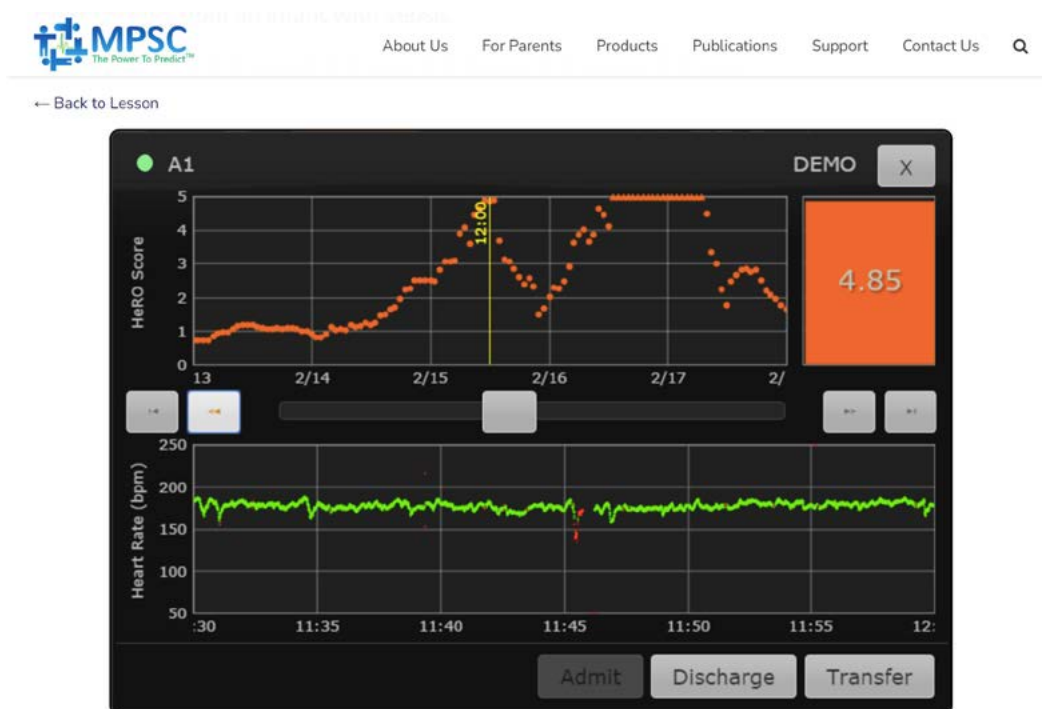 MPSC
The Power To Predict™
About Us For Parents Products Publications Support Contact Us
← Back to Lesson
A1 DEMO X
HeRO Score
5
4
3
2
1
0
12:00
4.85
13 2/14 2/15 2/16 2/17 2/
Heart Rate (bpm)
250
200
150
100
50
:30 11:35 11:40 11:45 11:50 11:55 12:
Admit Discharge Transfer